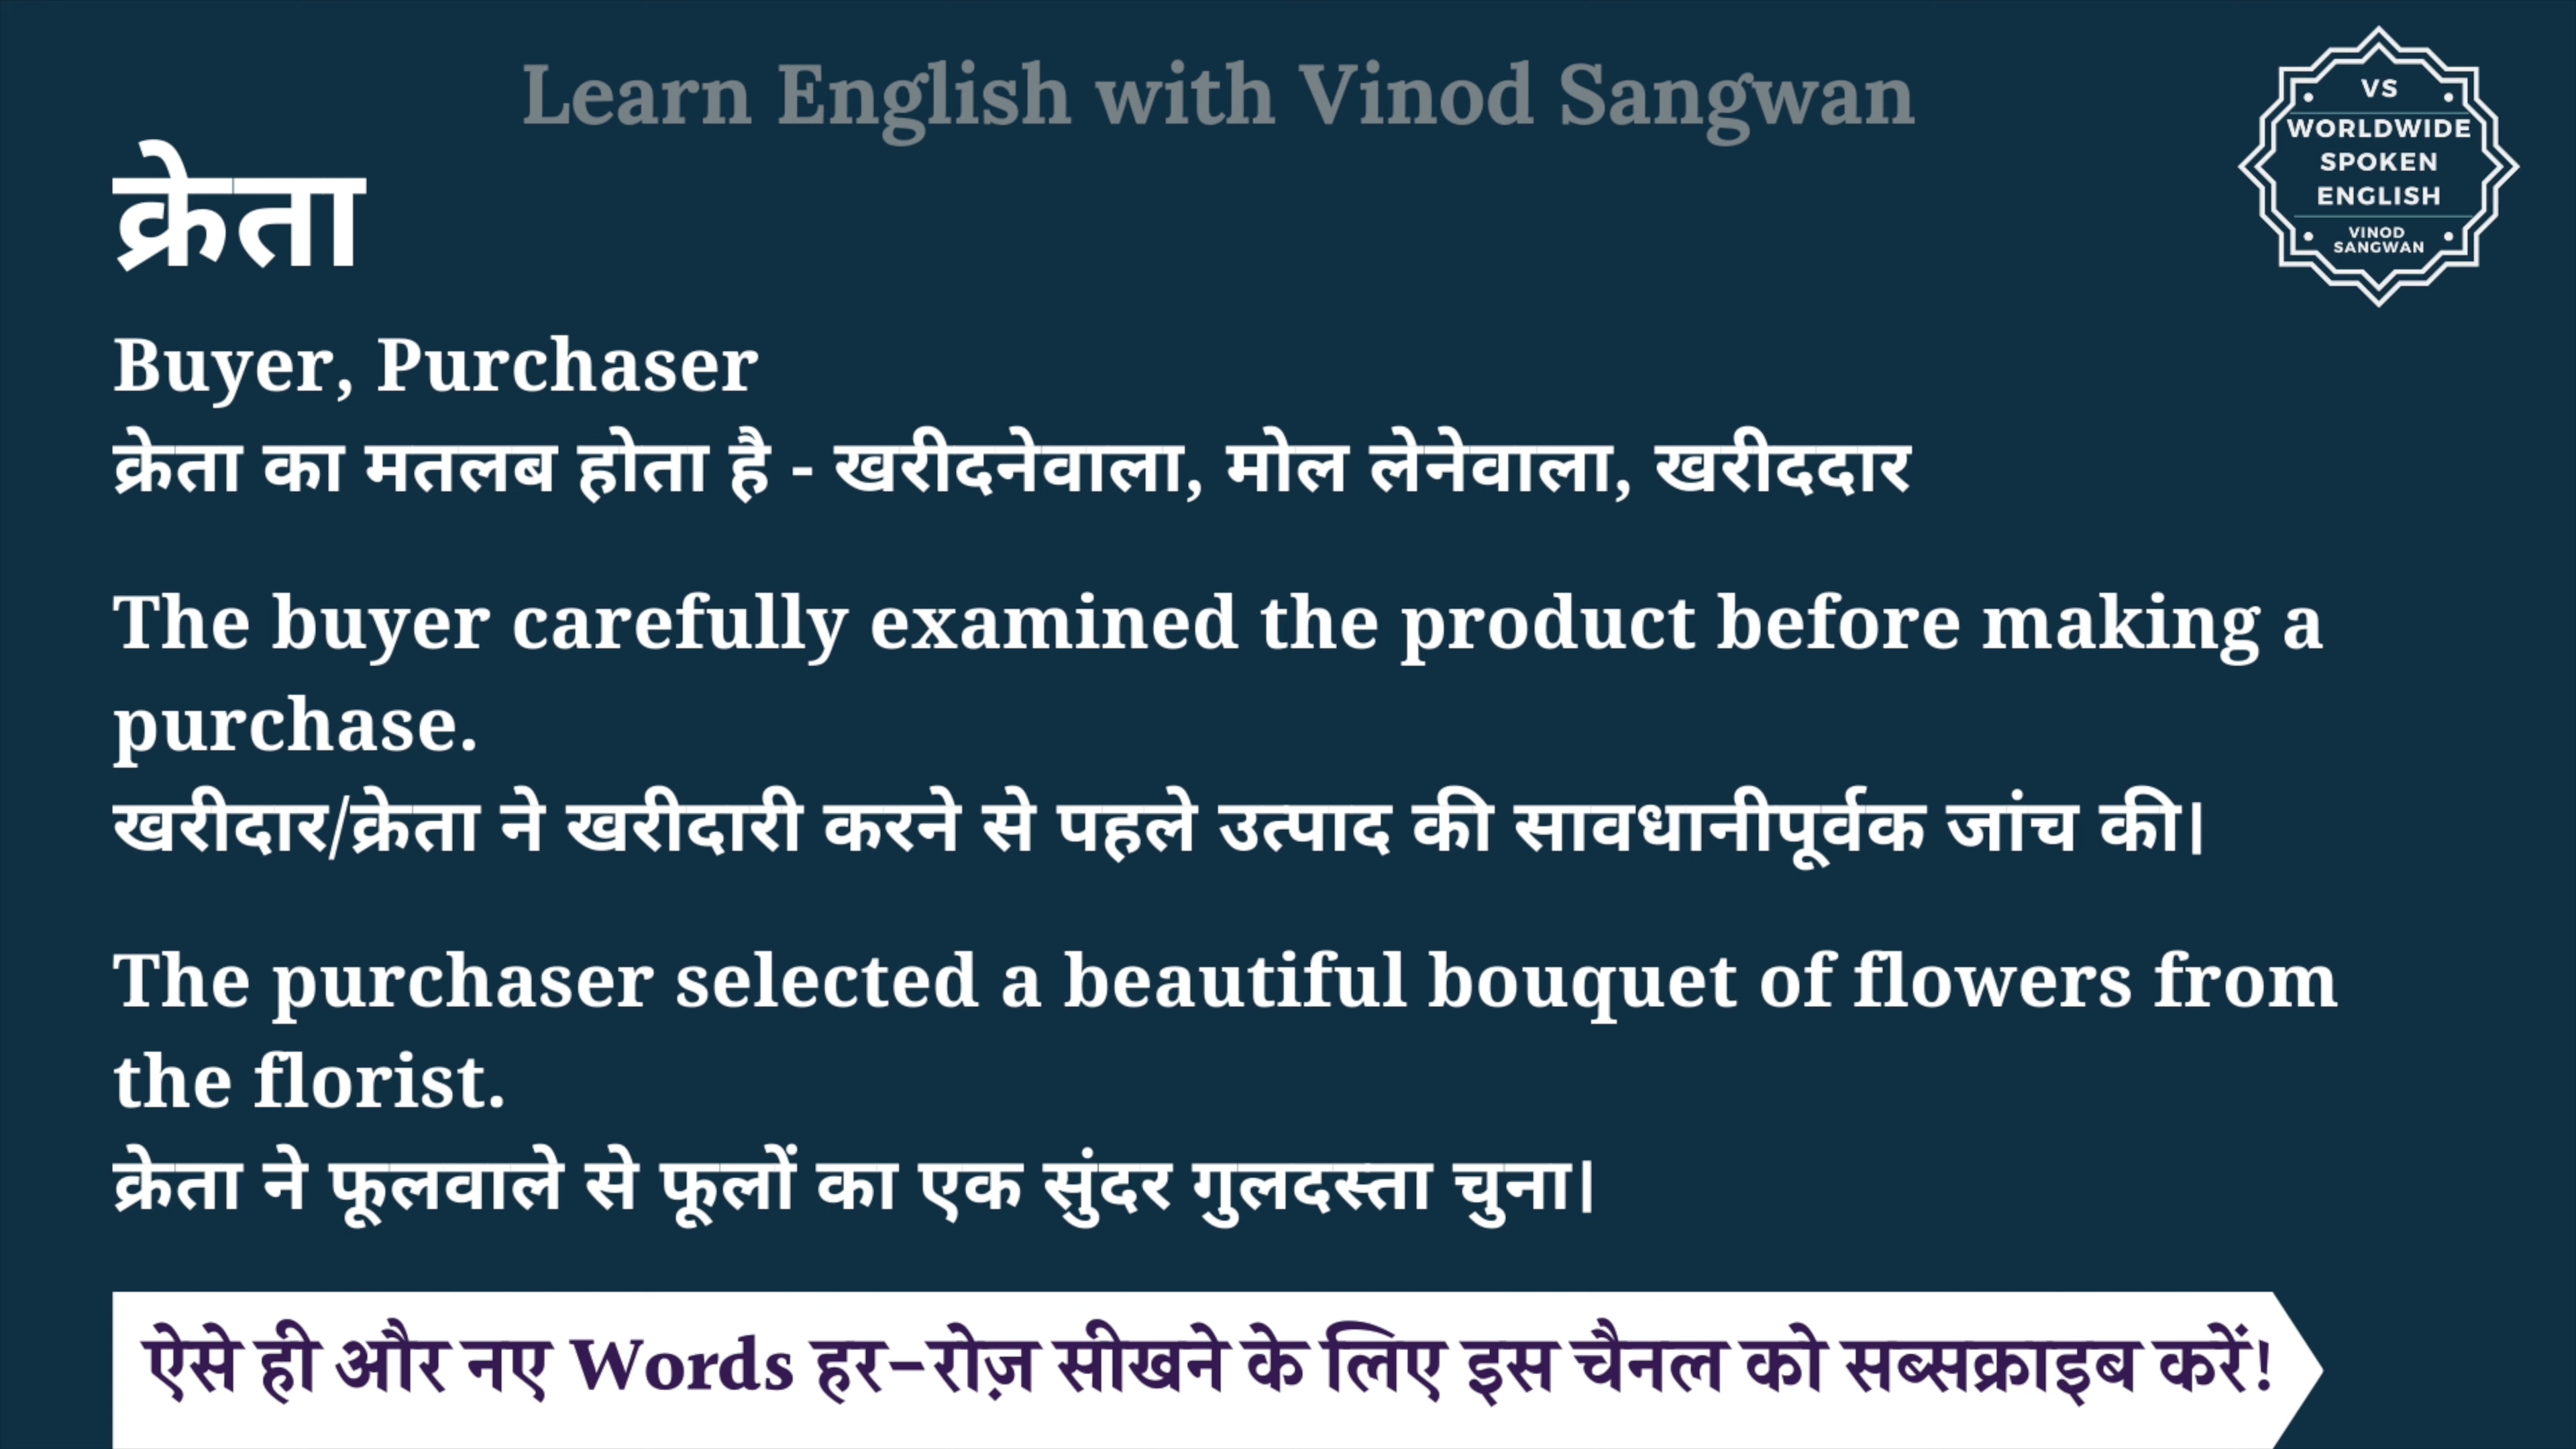 Learn English with Vinod Sangwan
VS
WORLDWIDE
SPOKEN
ENGLISH
VINOD
SANGWAN
क्रेता
Buyer, Purchaser
क्रेता का मतलब होता है - खरीदनेवाला, मोल लेनेवाला, खरीददार
The buyer carefully examined the product before making a
purchase.
खरीदार/क्रेता ने खरीदारी करने से पहले उत्पाद की सावधानीपूर्वक जांच की।
The purchaser selected a beautiful bouquet of flowers from
the florist.
क्रेता ने फूलवाले से फूलों का एक सुंदर गुलदस्ता चुना।
ऐसे ही और नए Words हर-रोज़ सीखने के लिए इस चैनल को सब्सक्राइब करें!